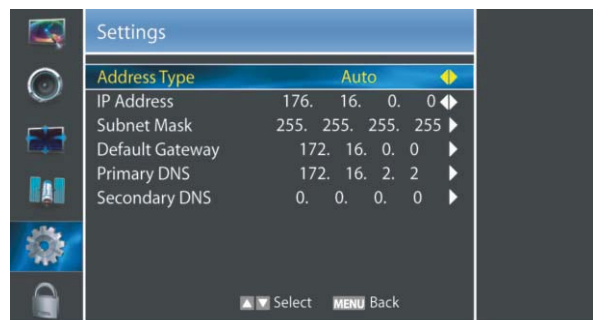 Settings
Address Type Auto
IP Address 176. 16. 0. 0
Subnet Mask 255. 255. 255. 255
Default Gateway 172. 16. 0. 0
Primary DNS 172. 16. 2. 2
Secondary DNS 0. 0. 0. 0
Select MENU Back